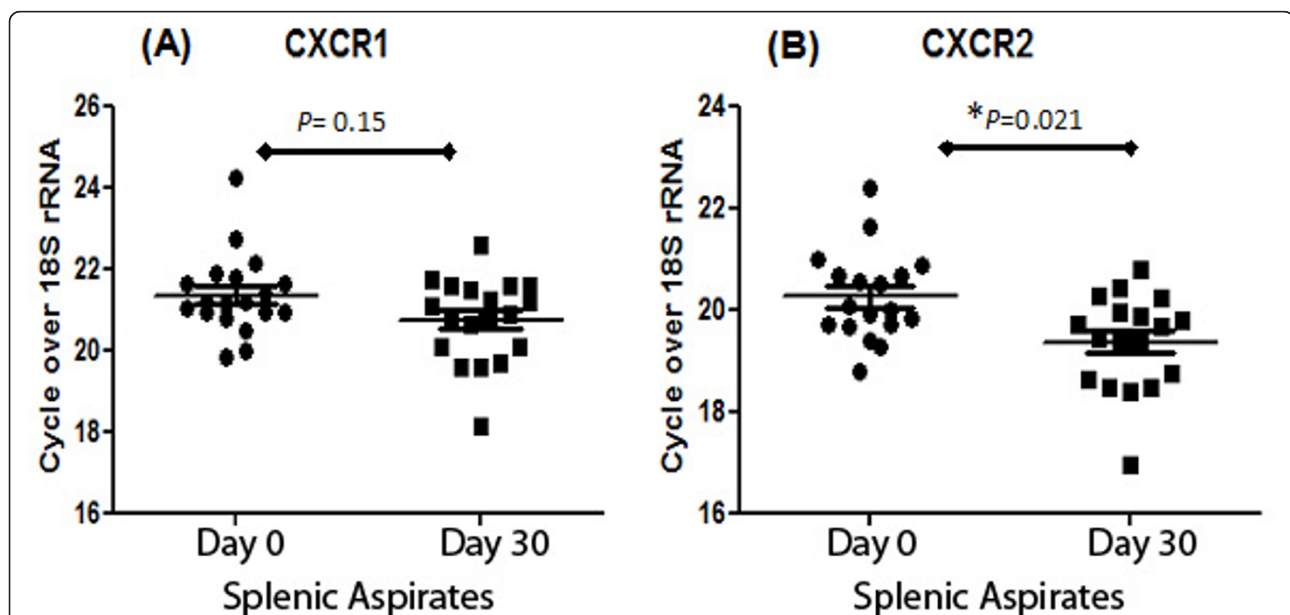 (A) CXCR1
Cycle over 18S rRNA
26
24
22
20
18
16
P= 0.15
Day 0 Day 30
Splenic Aspirates
(B) CXCR2
Cycle over 18S rRNA
24
22
20
18
16
*P=0.021
Day 0 Day 30
Splenic Aspirates